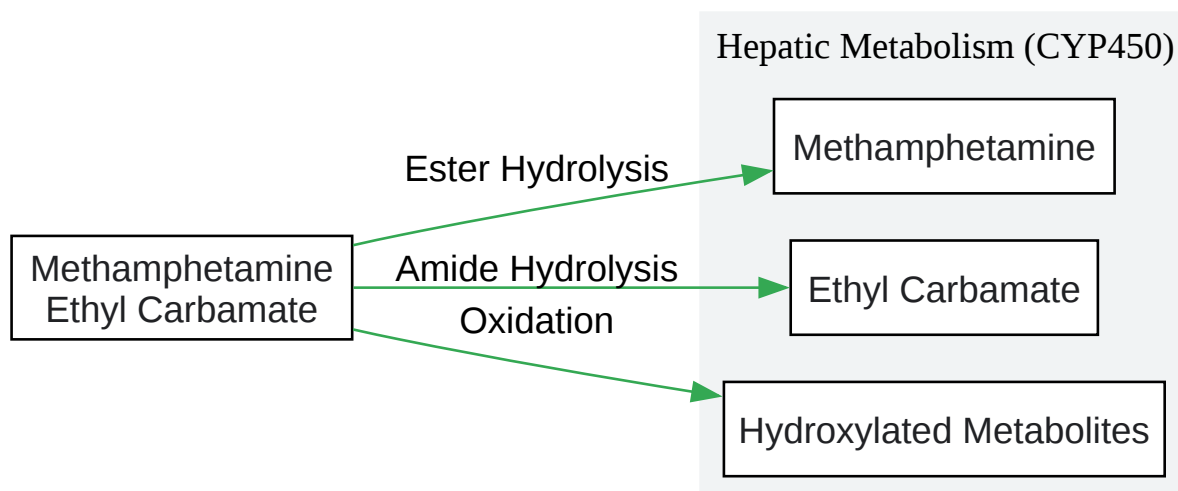 Hepatic Metabolism (CYP450)
Methamphetamine
Ester Hydrolysis
Methamphetamine
Ethyl Carbamate
Amide Hydrolysis
Ethyl Carbamate
Oxidation
Hydroxylated Metabolites